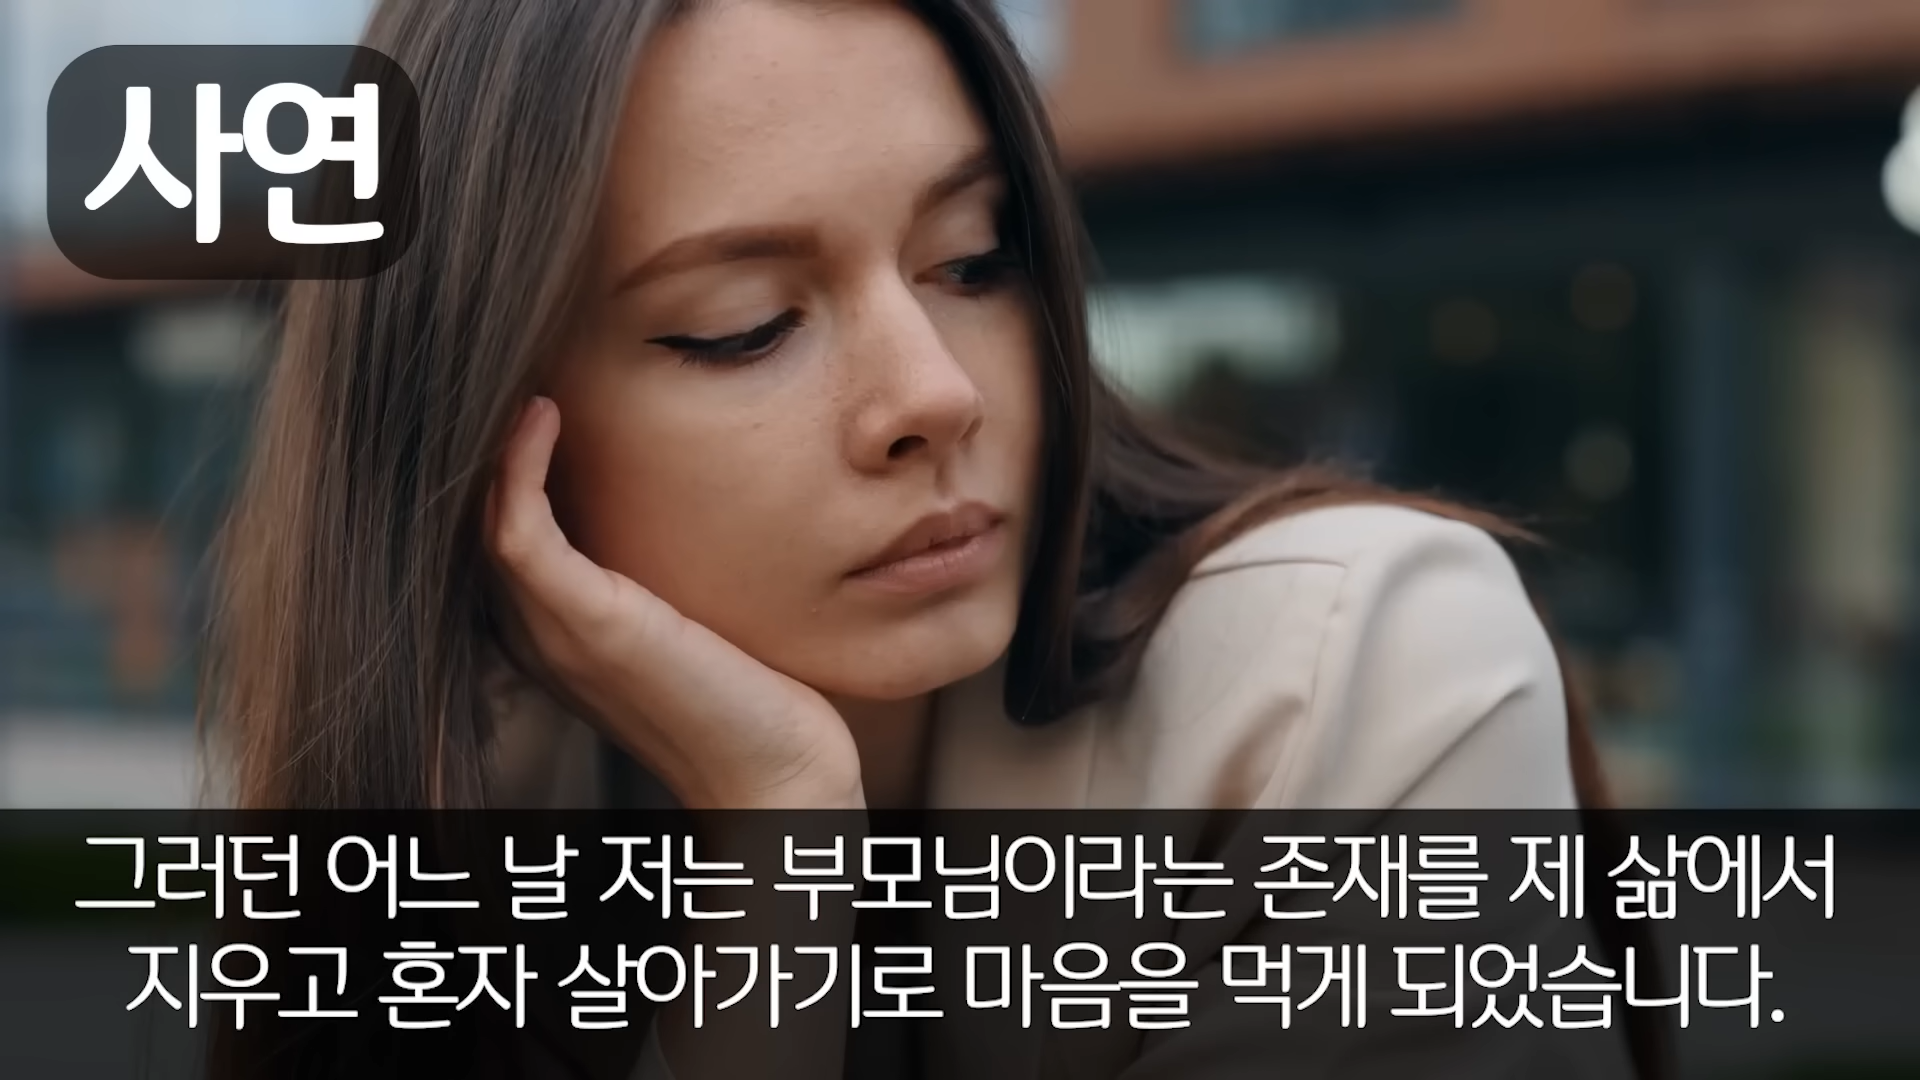 사연
그러던 어느 날 저는 부모님이라는 존재를 제 삶에서
지우고 혼자 살아가기로 마음을 먹게 되었습니다.